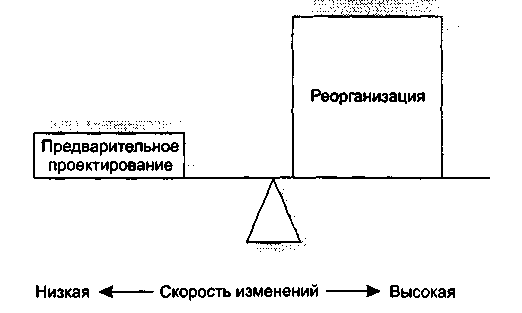 Реорганизация
Предварительное
проектирование
Низкая Скорость изменений Высокая